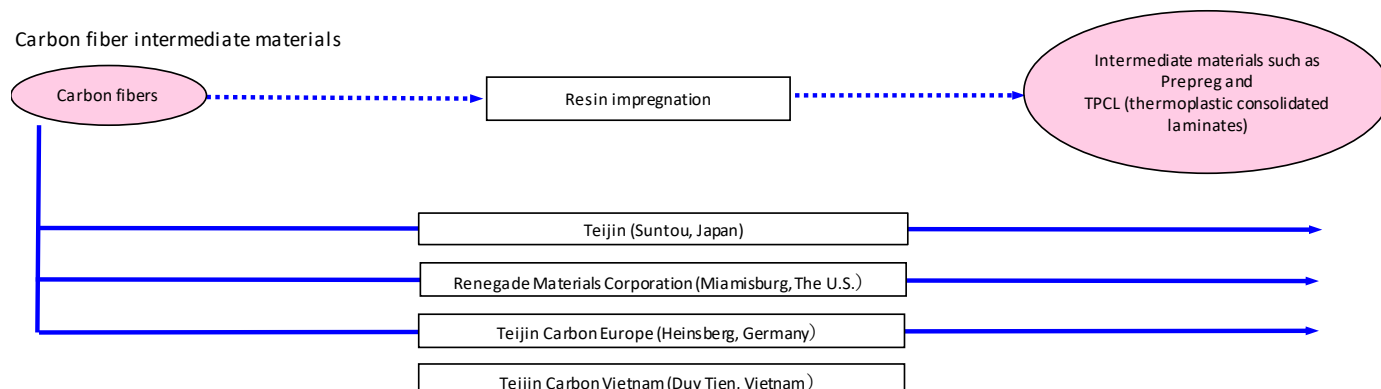 Carbon fiber intermediate materials
Carbon fibers
Resin impregnation
Intermediate materials such as
Prepreg and
TPCL (thermoplastic consolidated
laminates)
Teijin (Suntou, Japan)
Renegade Materials Corporation (Miamisburg, The U.S.)
Teijin Carbon Europe (Heinsberg, Germany)
Teijin Carbon Vietnam (Duy Tien, Vietnam)